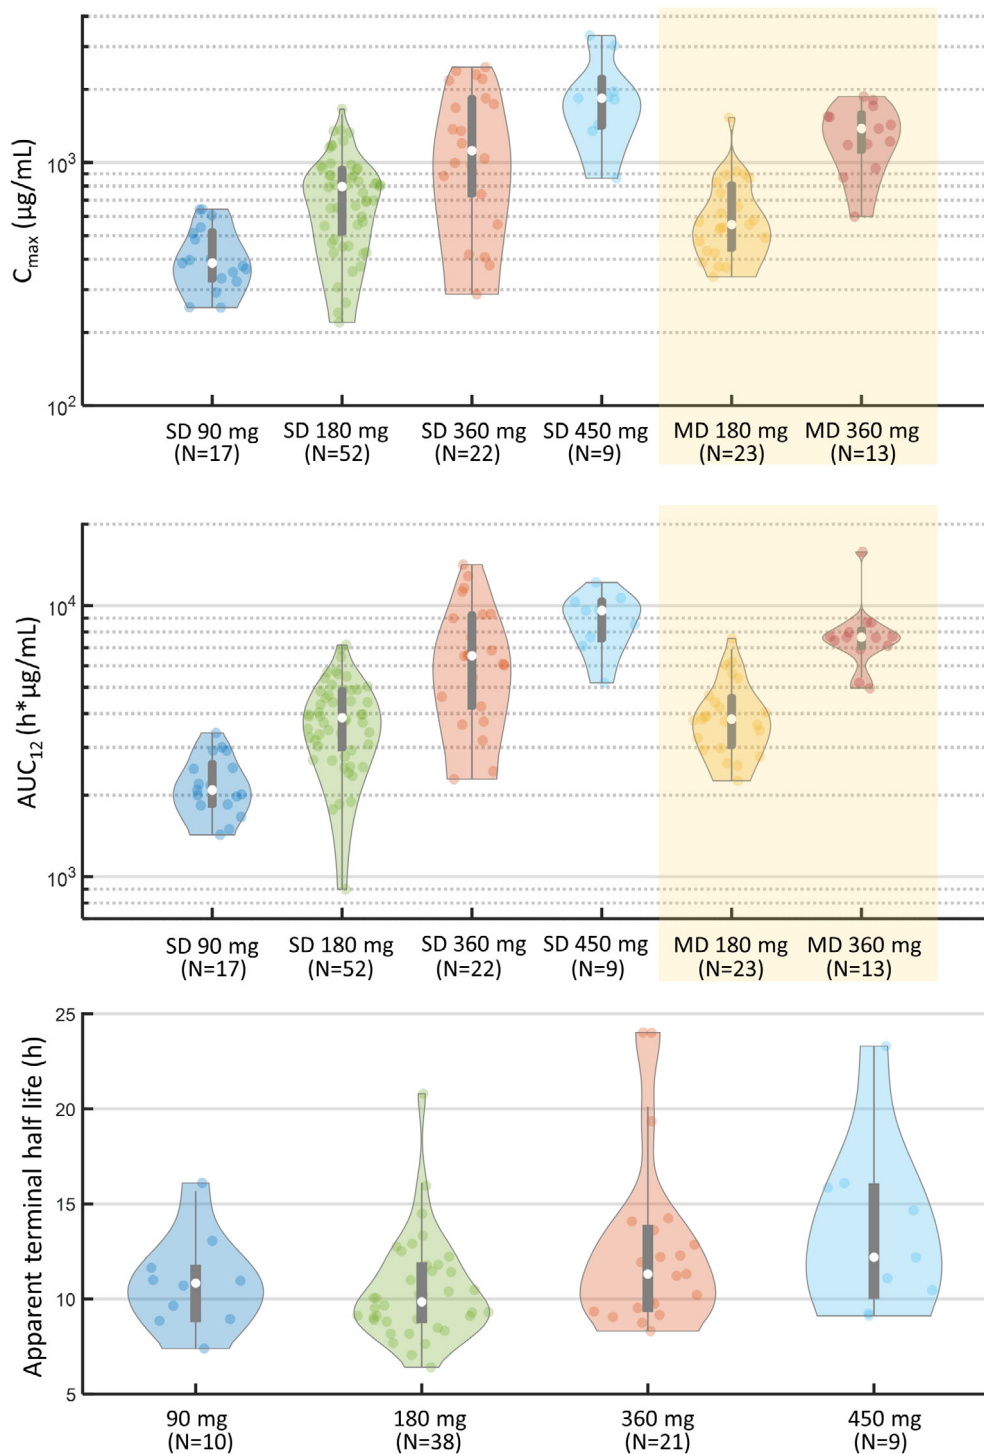 C_max (µg/mL)
10^3
10^2
SD 90 mg SD 180 mg SD 360 mg SD 450 mg MD 180 mg MD 360 mg
(N=17) (N=52) (N=22) (N=9) (N=23) (N=13)
AUC_12 (h*µg/mL)
10^4
10^3
SD 90 mg SD 180 mg SD 360 mg SD 450 mg MD 180 mg MD 360 mg
(N=17) (N=52) (N=22) (N=9) (N=23) (N=13)
Apparent terminal half life (h)
25
20
15
10
5
90 mg 180 mg 360 mg 450 mg
(N=10) (N=38) (N=21) (N=9)